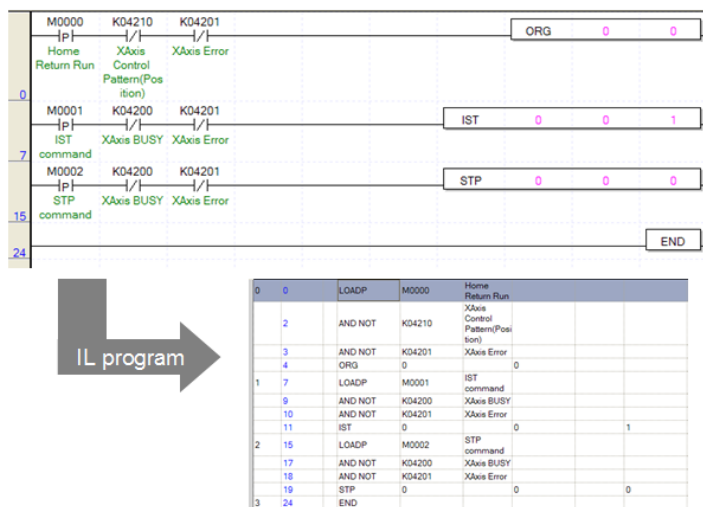 M0000 K04210 K04201
P / /
Home XAxis XAxis Error
Return Run Control
Pattern(Pos
ition)
ORG 0 0
0
M0001 K04200 K04201
P / /
IST XAxis BUSY XAxis Error
command
IST 0 0 1
7
M0002 K04200 K04201
P / /
STP XAxis BUSY XAxis Error
command
STP 0 0 0
15
END
24
IL program
0 0 LOADP M0000 Home
Return Run
2 AND NOT K04210 XAxis
Control
Pattern(Posi
tion)
3 AND NOT K04201 XAxis Error
4 ORG 0 0
1 7 LOADP M0001 IST
command
9 AND NOT K04200 XAxis BUSY
10 AND NOT K04201 XAxis Error
11 IST 0 0 1
2 15 LOADP M0002 STP
command
17 AND NOT K04200 XAxis BUSY
18 AND NOT K04201 XAxis Error
19 STP 0 0 0
3 24 END